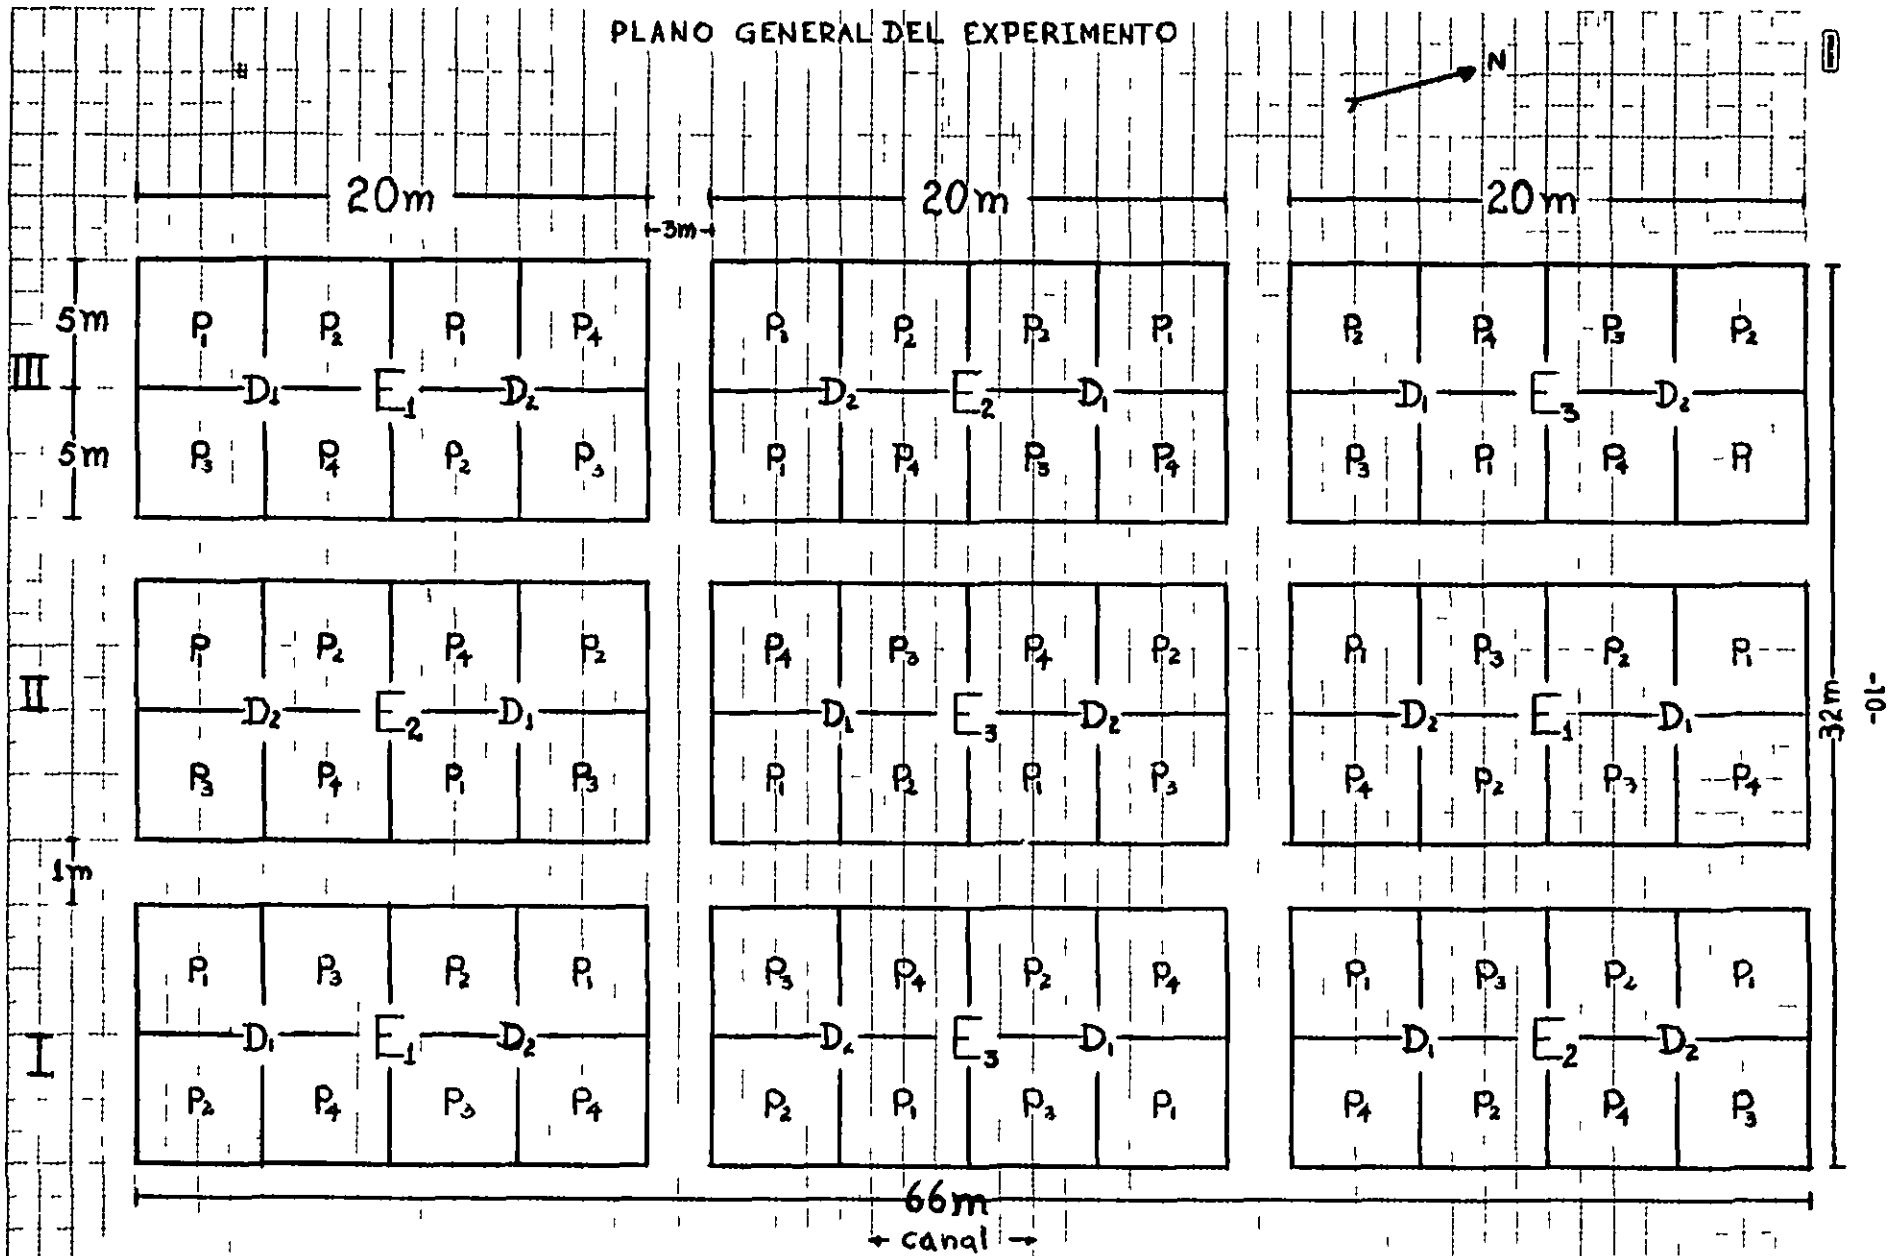 PLANO GENERAL DEL EXPERIMENTO
N
20m 20m 20m
3m
5m P1 P2 P1 P4 P3 P2 P2 P1 P2 P4 P3 P2
III D1 E1 D2 D2 E2 D1 D1 E3 D2
5m P3 P4 P2 P3 P1 P4 P3 P4 P3 P1 P4 P1
P1 P2 P4 P2 P4 P3 P4 P2 P1 P3 P2 P1
II D2 E2 D1 D1 E3 D2 D2 E1 D1 32m -10-
P3 P4 P1 P3 P1 P2 P1 P3 P4 P2 P3 P4
1m
P1 P3 P2 P1 P3 P4 P2 P4 P1 P3 P2 P1
I D1 E1 D2 D2 E3 D1 D1 E2 D2
P2 P4 P3 P4 P2 P1 P3 P1 P4 P2 P4 P3
66m
canal